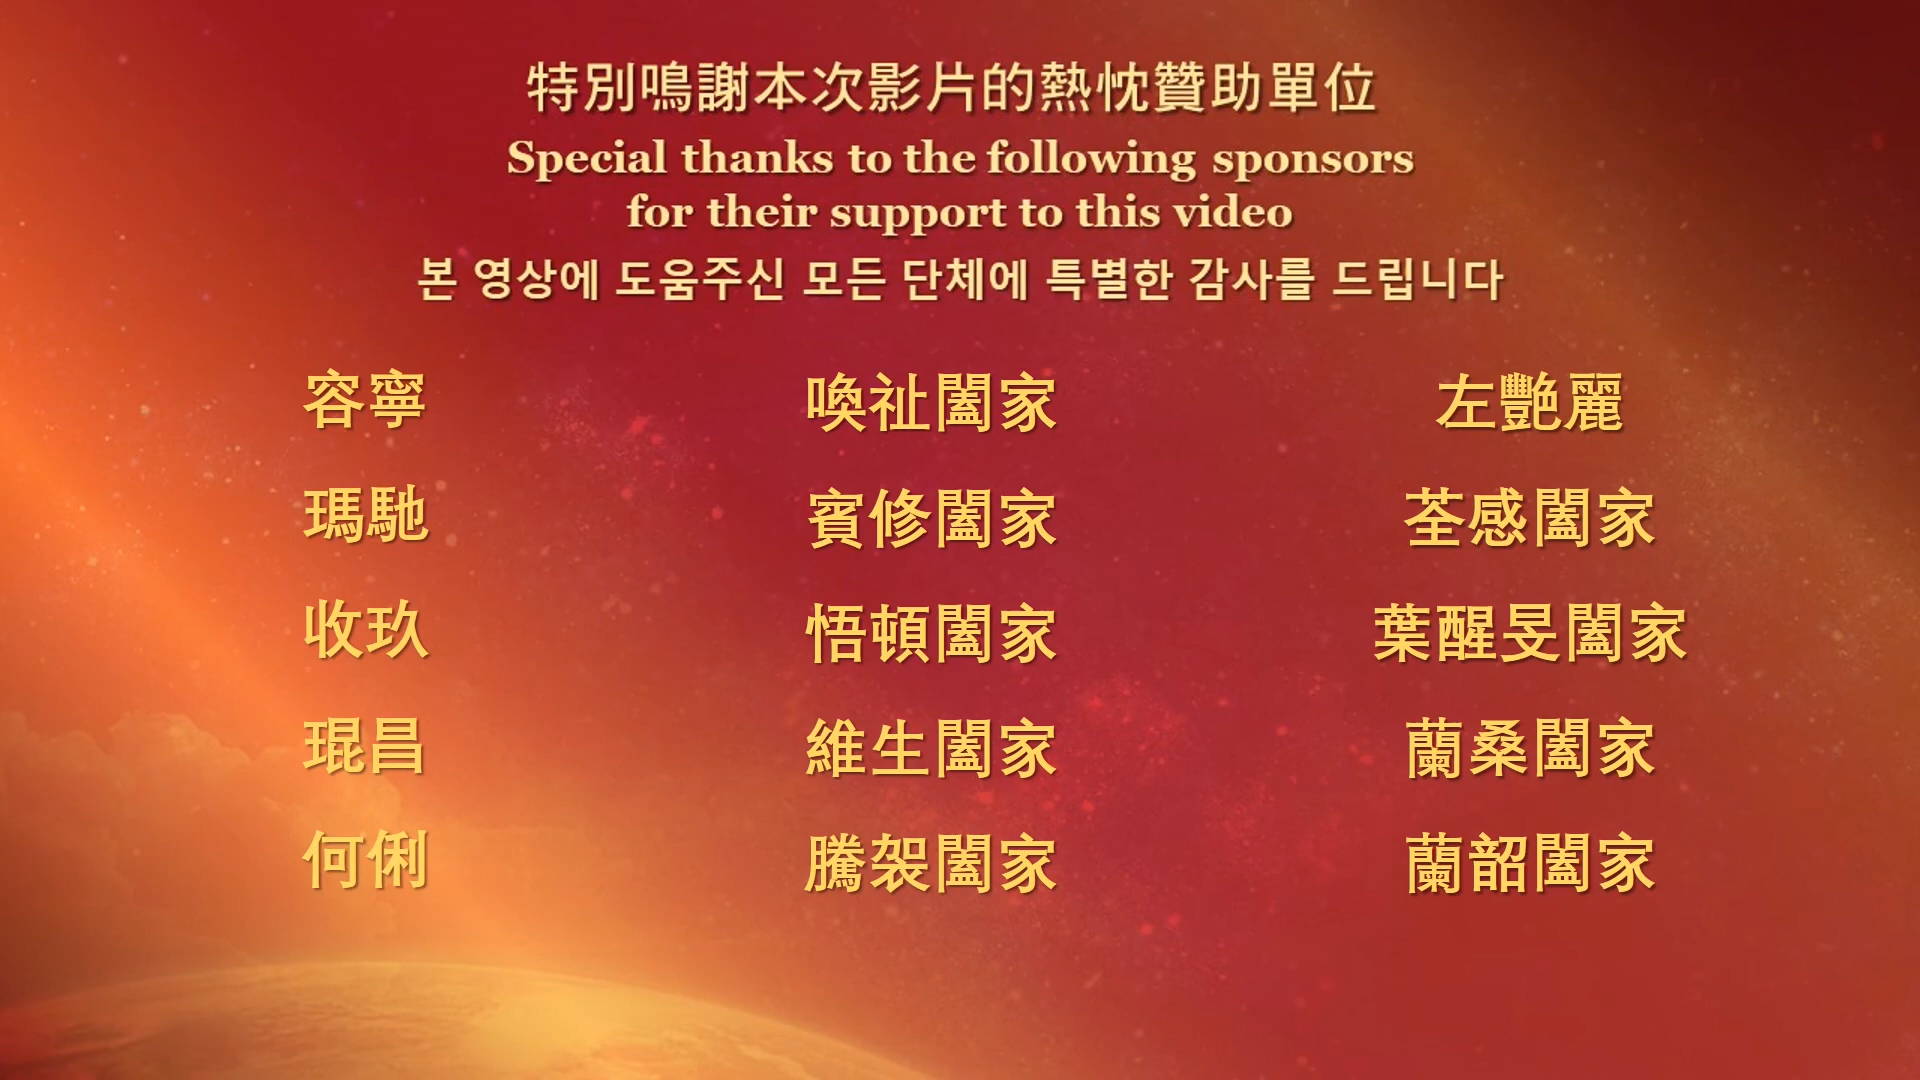 特別鳴謝本次影片的熱忱贊助單位
Special thanks to the following sponsors
for their support to this video
본 영상에 도움주신 모든 단체에 특별한 감사를 드립니다
容寧 喚祉闔家 左艷麗
瑪馳 賓修闔家 荃感闔家
收玖 悟頓闔家 葉醒旻闔家
琨昌 維生闔家 蘭桑闔家
何俐 騰袈闔家 蘭韶闔家